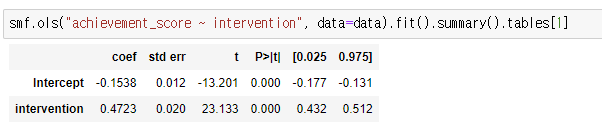 smf.ols("achievement_score ~ intervention", data=data).fit().summary().tables[1]
coef std err t P>|t| [0.025 0.975]
Intercept -0.1538 0.012 -13.201 0.000 -0.177 -0.131
intervention 0.4723 0.020 23.133 0.000 0.432 0.512